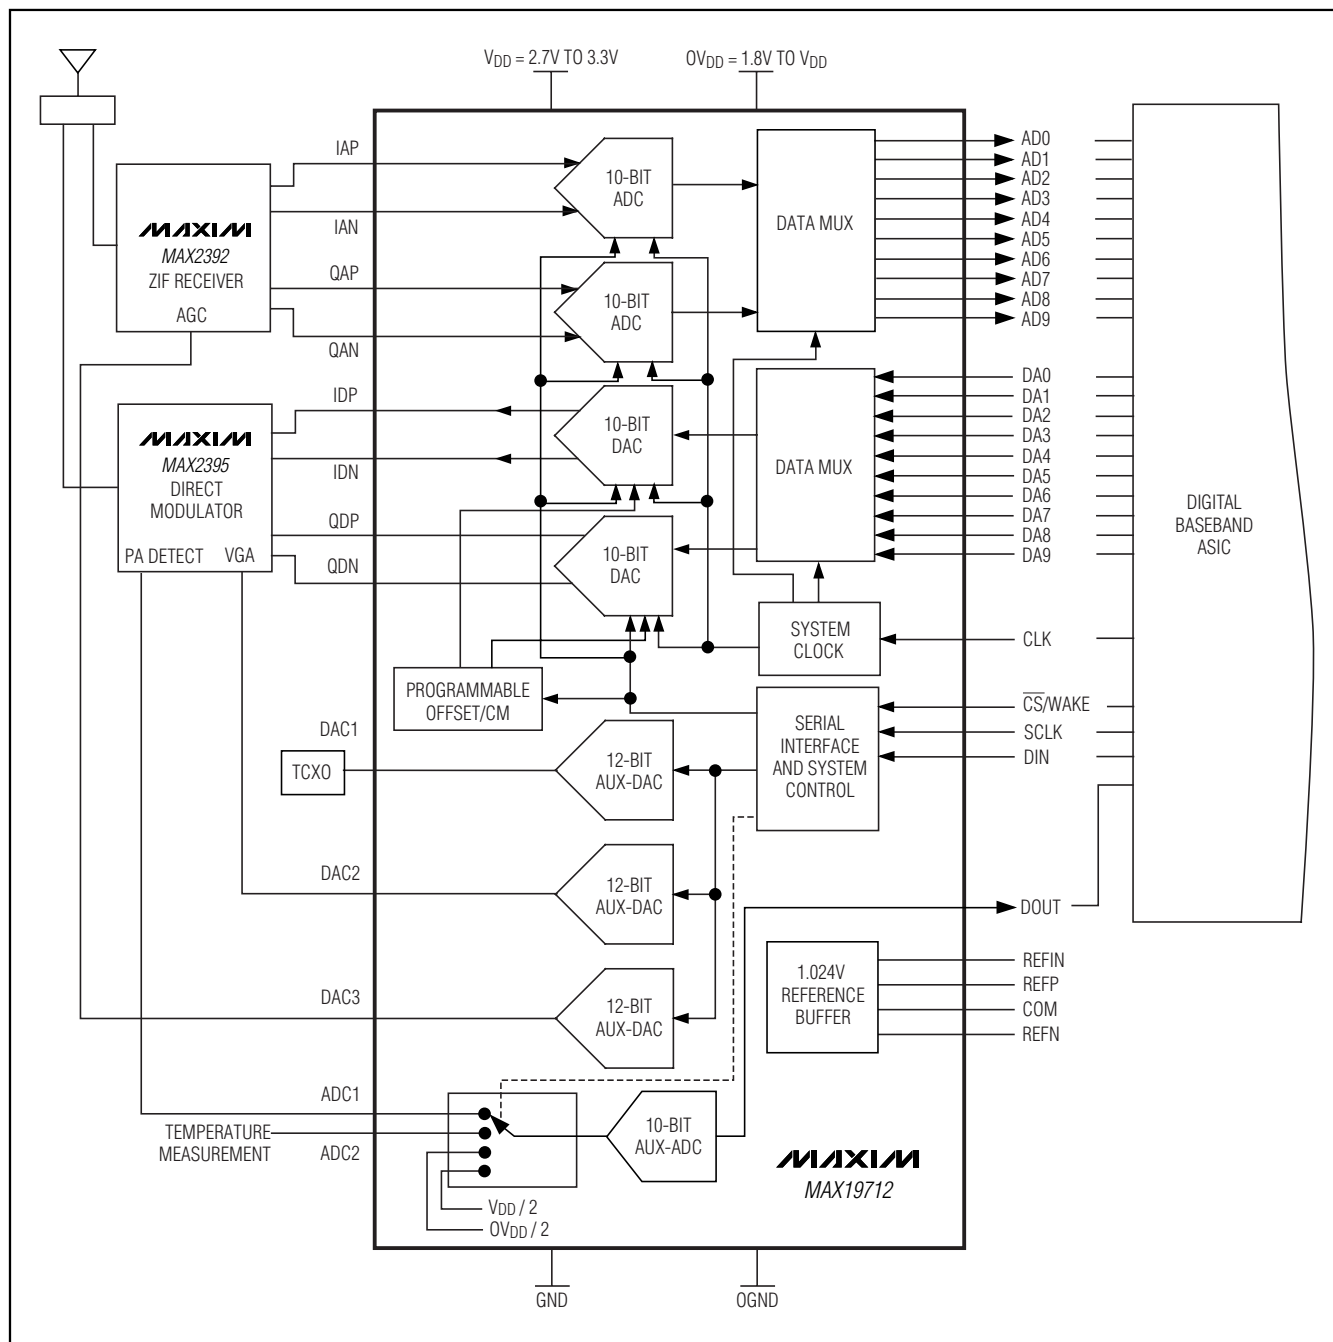 VDD = 2.7V TO 3.3V
OVDD = 1.8V TO VDD
IAP
IAN
QAP
QAN
MAXIM
MAX2392
ZIF RECEIVER
AGC
10-BIT
ADC
10-BIT
ADC
DATA MUX
AD0
AD1
AD2
AD3
AD4
AD5
AD6
AD7
AD8
AD9
IDP
IDN
QDP
QDN
MAXIM
MAX2395
DIRECT
MODULATOR
PA DETECT
VGA
10-BIT
DAC
10-BIT
DAC
DATA MUX
DA0
DA1
DA2
DA3
DA4
DA5
DA6
DA7
DA8
DA9
DIGITAL
BASEBAND
ASIC
SYSTEM
CLOCK
CLK
PROGRAMMABLE
OFFSET/CM
SERIAL
INTERFACE
AND SYSTEM
CONTROL
CS/WAKE
SCLK
DIN
DAC1
TCXO
12-BIT
AUX-DAC
DAC2
12-BIT
AUX-DAC
DOUT
DAC3
12-BIT
AUX-DAC
1.024V
REFERENCE
BUFFER
REFIN
REFP
COM
REFN
ADC1
TEMPERATURE
MEASUREMENT
ADC2
10-BIT
AUX-ADC
VDD / 2
OVDD / 2
MAXIM
MAX19712
GND
OGND